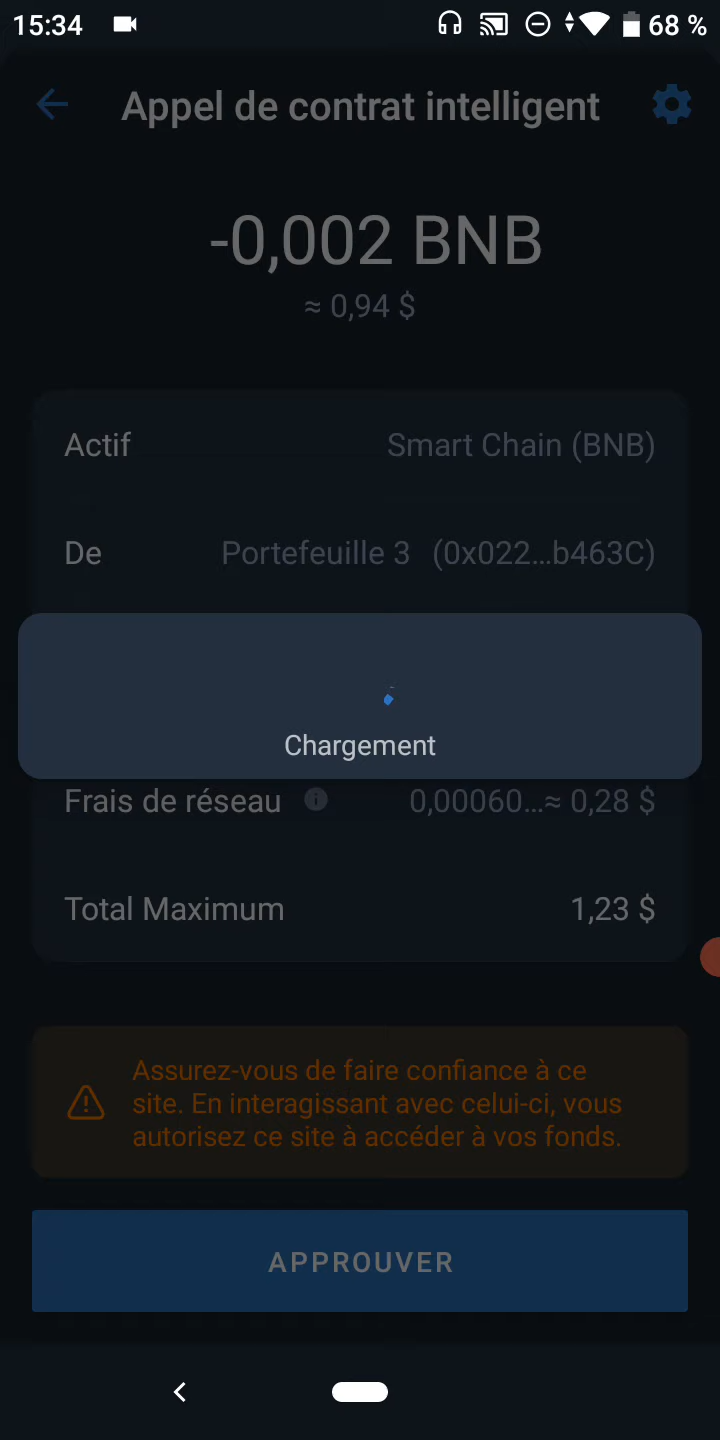 15:34
68 %
Appel de contrat intelligent
-0,002 BNB
≈ 0,94 $
Actif
Smart Chain (BNB)
De
Portefeuille 3 (0x022…b463C)
Chargement
Frais de réseau
0,00060…≈ 0,28 $
Total Maximum
1,23 $
Assurez-vous de faire confiance à ce
site. En interagissant avec celui-ci, vous
autorisez ce site à accéder à vos fonds.
APPROUVER